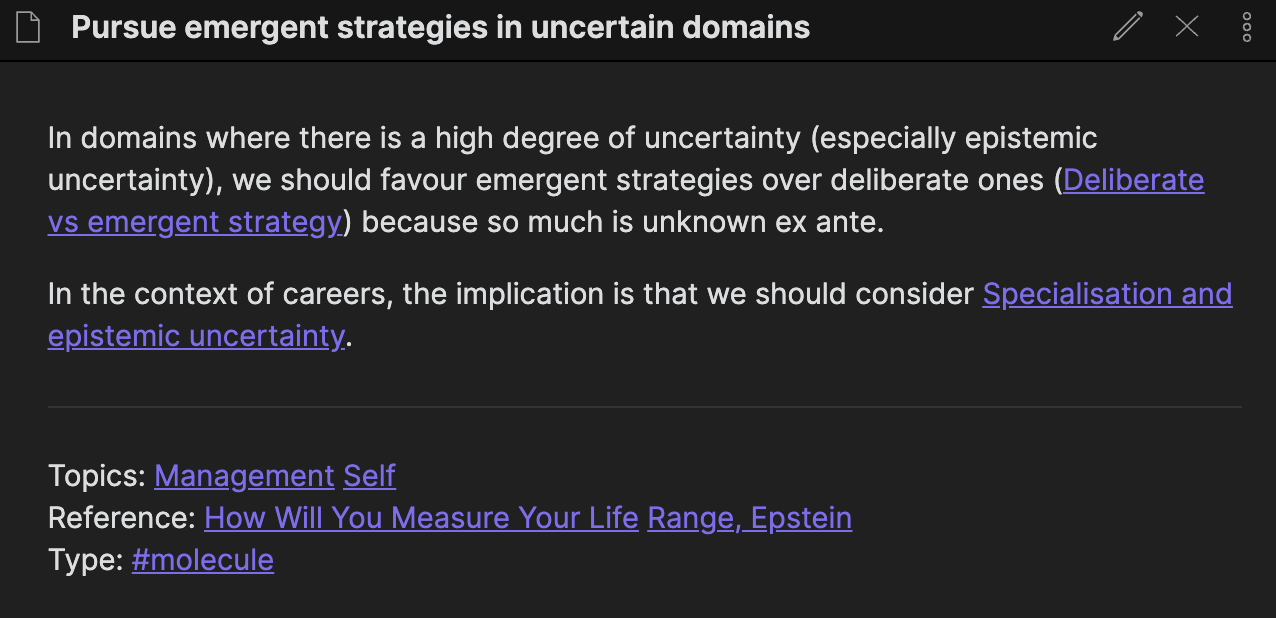 Pursue emergent strategies in uncertain domains
In domains where there is a high degree of uncertainty (especially epistemic
uncertainty), we should favour emergent strategies over deliberate ones (Deliberate
vs emergent strategy) because so much is unknown ex ante.
In the context of careers, the implication is that we should consider Specialisation and
epistemic uncertainty.
Topics: Management Self
Reference: How Will You Measure Your Life Range, Epstein
Type: #molecule